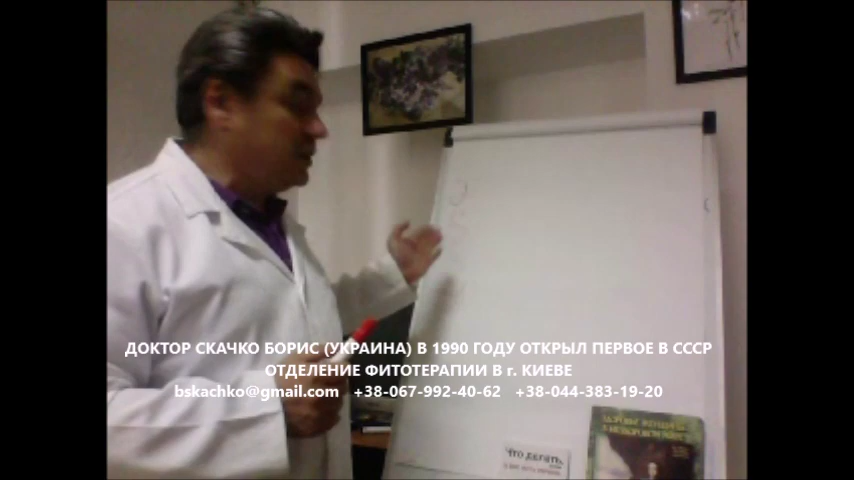 ДОКТОР СКАЧКО БОРИС (УКРАИНА) В 1990 ГОДУ ОТКРЫЛ ПЕРВОЕ В СССР
ОТДЕЛЕНИЕ ФИТОТЕРАПИИ В г. КИЕВЕ
bskachko@gmail.com +38-067-992-40-62 +38-044-383-19-20
ЧТО ДЕЛАТЬ,